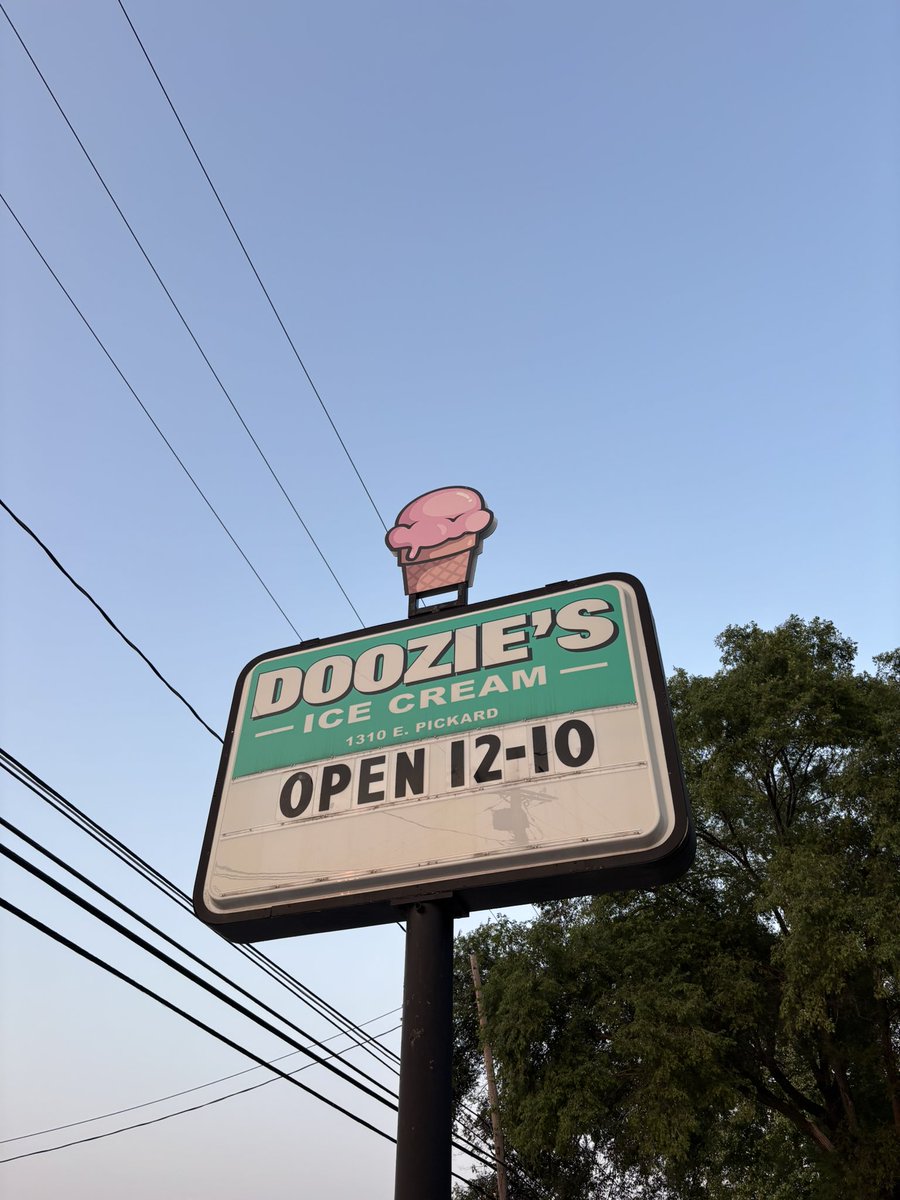 DOOZIE'S
ICE CREAM
1310 E. PICKARD
OPEN 12-10